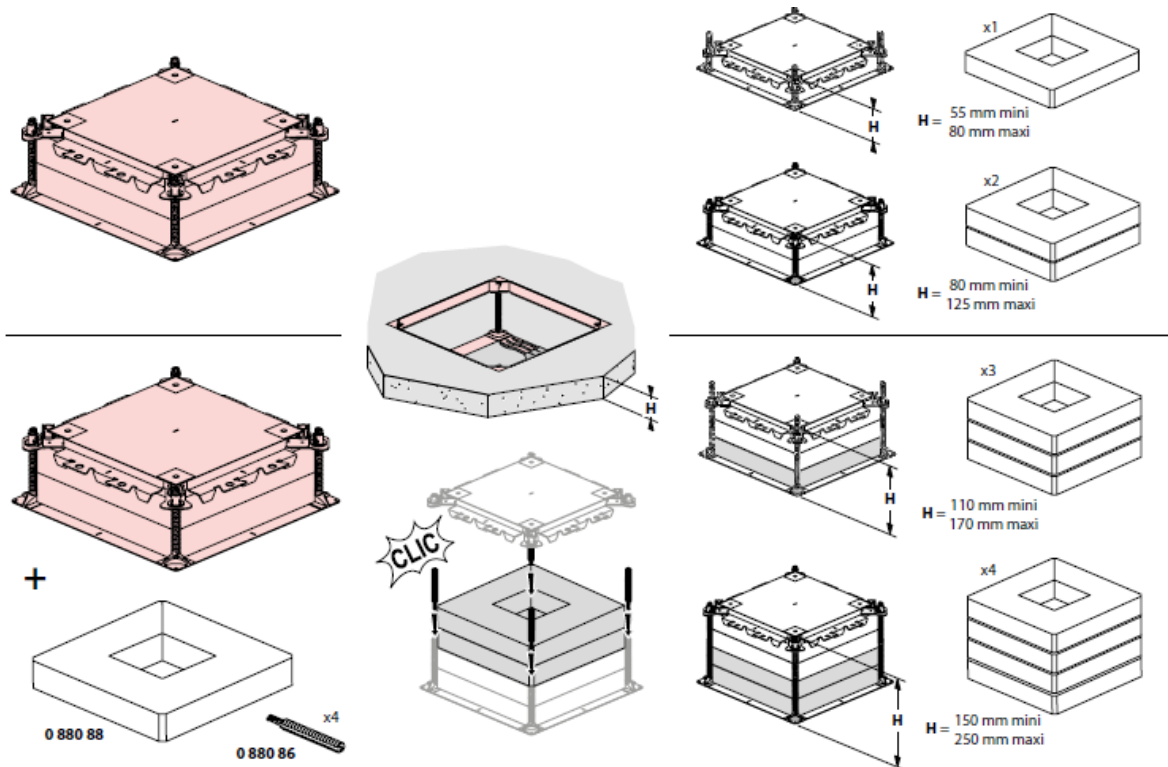 x1
H
H = 55 mm mini
80 mm maxi
x2
H
H = 80 mm mini
125 mm maxi
H
x3
H
H = 110 mm mini
170 mm maxi
+
0 880 88
x4
0 880 86
CLIC
x4
H
H = 150 mm mini
250 mm maxi